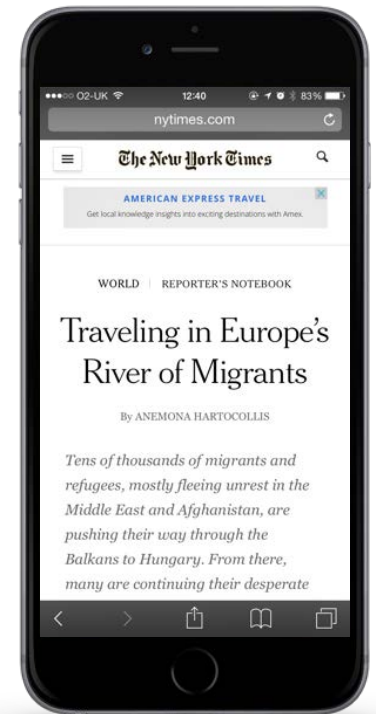 O2-UK 12:40 83%
nytimes.com
The New York Times
AMERICAN EXPRESS TRAVEL
Get local knowledge insights into exciting destinations with Amex.
WORLD | REPORTER'S NOTEBOOK
Traveling in Europe's
River of Migrants
By ANEMONA HARTOCOLLIS
Tens of thousands of migrants and
refugees, mostly fleeing unrest in the
Middle East and Afghanistan, are
pushing their way through the
Balkans to Hungary. From there,
many are continuing their desperate